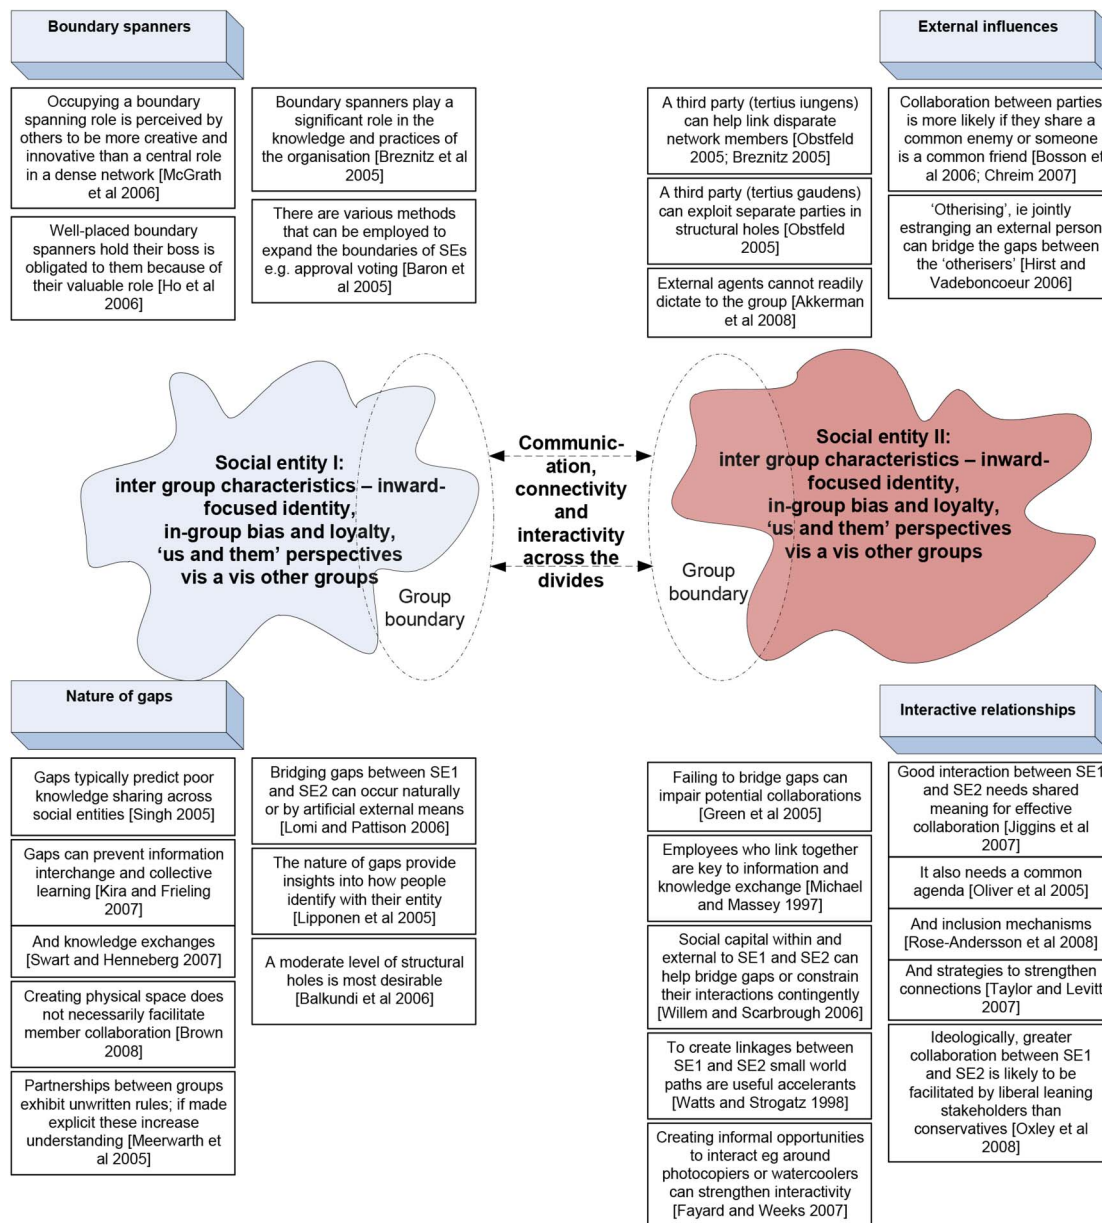 Boundary spanners
Occupying a boundary
spanning role is perceived by
others to be more creative and
innovative than a central role
in a dense network [McGrath
et al 2006]
Well-placed boundary
spanners hold their boss is
obligated to them because of
their valuable role [Ho et al
2006]
Boundary spanners play a
significant role in the
knowledge and practices of
the organisation [Breznitz et al
2005]
There are various methods
that can be employed to
expand the boundaries of SEs
e.g. approval voting [Baron et
al 2005]
External influences
A third party (tertius iungens)
can help link disparate
network members [Obstfeld
2005; Breznitz 2005]
A third party (tertius gaudens)
can exploit separate parties in
structural holes [Obstfeld
2005]
External agents cannot readily
dictate to the group [Akkerman
et al 2008]
Collaboration between parties
is more likely if they share a
common enemy or someone
is a common friend [Bosson et
al 2006; Chreim 2007]
‘Otherising’, ie jointly
estranging an external person
can bridge the gaps between
the ‘otherisers’ [Hirst and
Vadeboncoeur 2006]
Social entity I:
inter group characteristics – inward-
focused identity,
in-group bias and loyalty,
‘us and them’ perspectives
vis a vis other groups
Group
boundary
Communic-
ation,
connectivity
and
interactivity
across the
divides
Group
boundary
Social entity II:
inter group characteristics – inward-
focused identity,
in-group bias and loyalty,
‘us and them’ perspectives
vis a vis other groups
Nature of gaps
Gaps typically predict poor
knowledge sharing across
social entities [Singh 2005]
Gaps can prevent information
interchange and collective
learning [Kira and Frieling
2007]
And knowledge exchanges
[Swart and Henneberg 2007]
Creating physical space does
not necessarily facilitate
member collaboration [Brown
2008]
Partnerships between groups
exhibit unwritten rules; if made
explicit these increase
understanding [Meerwarth et
al 2005]
Bridging gaps between SE1
and SE2 can occur naturally
or by artificial external means
[Lomi and Pattison 2006]
The nature of gaps provide
insights into how people
identify with their entity
[Lipponen et al 2005]
A moderate level of structural
holes is most desirable
[Balkundi et al 2006]
Interactive relationships
Failing to bridge gaps can
impair potential collaborations
[Green et al 2005]
Employees who link together
are key to information and
knowledge exchange [Michael
and Massey 1997]
Social capital within and
external to SE1 and SE2 can
help bridge gaps or constrain
their interactions contingently
[Willem and Scarbrough 2006]
To create linkages between
SE1 and SE2 small world
paths are useful accelerants
[Watts and Strogatz 1998]
Creating informal opportunities
to interact eg around
photocopiers or watercoolers
can strengthen interactivity
[Fayard and Weeks 2007]
Good interaction between SE1
and SE2 needs shared
meaning for effective
collaboration [Jiggins et al
2007]
It also needs a common
agenda [Oliver et al 2005]
And inclusion mechanisms
[Rose-Andersson et al 2008]
And strategies to strengthen
connections [Taylor and Levitt
2007]
Ideologically, greater
collaboration between SE1
and SE2 is likely to be
facilitated by liberal leaning
stakeholders than
conservatives [Oxley et al
2008]